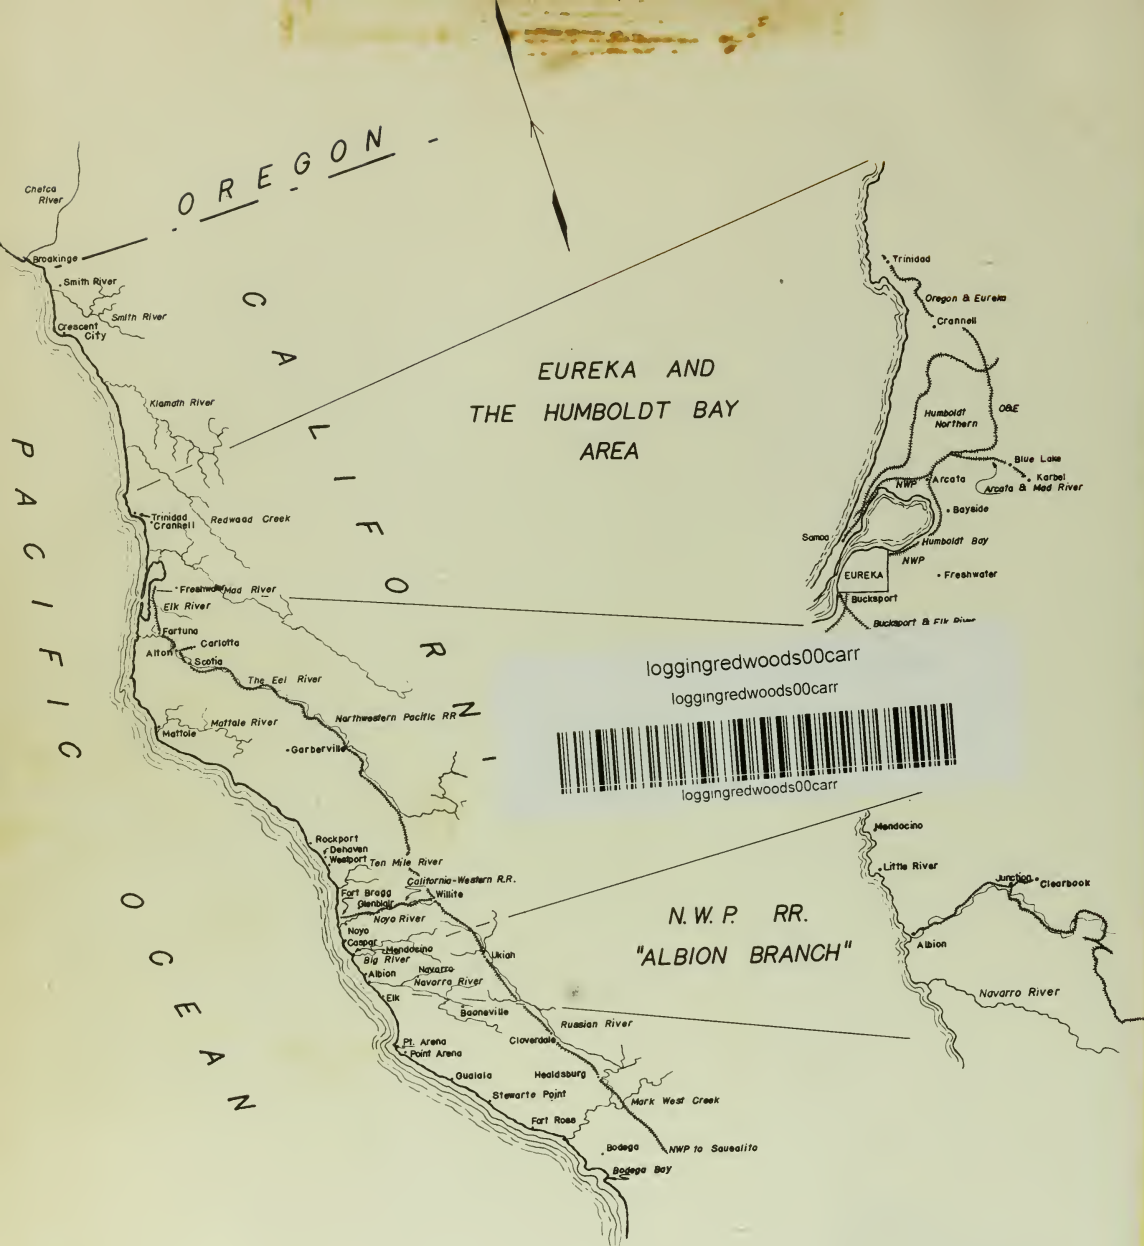 OREGON
Chetca
River
Brookings
Smith River
Smith River
Crescent
City
CALIFORNI
Klamath River
PACIFIC
OCEAN
Trinidad
Crannell
Redwood Creek
Freshwater
Mad River
Elk River
Fortuna
Alton
Carlotta
Scotia
The Eel River
Northwestern Pacific RR
Mattole River
Mattole
Garberville
Rockport
Dehaven
Westport
Ten Mile River
California-Western R.R.
Fort Bragg
Glenblair
Willits
Noyo River
Noyo
Caspar
Mendocino
Big River
Ukiah
Albion
Navarro
Navarro River
Elk
Booneville
Russian River
Pt. Arena
Point Arena
Cloverdale
Gualala
Healdsburg
Stewarts Point
Mark West Creek
Fort Ross
Bodega
NWP to Sausalito
Bodega Bay
EUREKA AND
THE HUMBOLDT BAY
AREA
Trinidad
Oregon & Eureka
Crannell
Humboldt
Northern
O&E
Blue Lake
Korbel
NWP
Arcata
Arcata & Mad River
Bayside
Samoa
Humboldt Bay
NWP
EUREKA
Freshwater
Bucksport
Bucksport & Elk River
loggingredwoods00carr
loggingredwoods00carr
loggingredwoods00carr
N.W.P. RR.
"ALBION BRANCH"
Mendocino
Little River
Junction
Clearbook
Albion
Navarro River